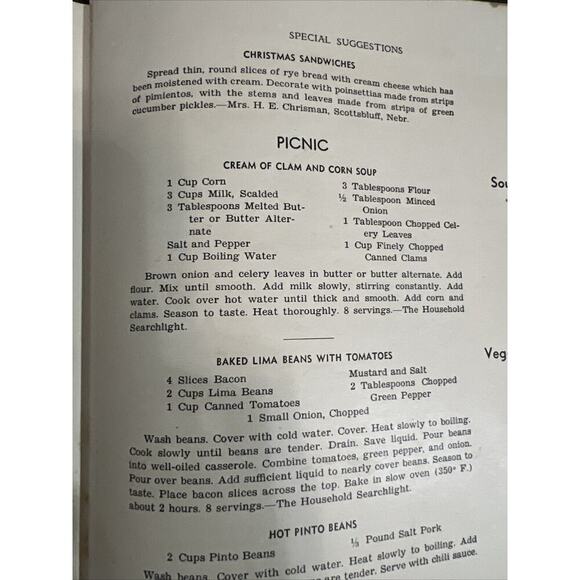 SPECIAL SUGGESTIONS
CHRISTMAS SANDWICHES
Spread thin, round slices of rye bread with cream cheese which has
been moistened with cream. Decorate with poinsettias made from strips
of pimientos, with the stems and leaves made from strips of green
cucumber pickles.—Mrs. H. E. Chrisman, Scottsbluff, Nebr.
PICNIC
CREAM OF CLAM AND CORN SOUP
1 Cup Corn
3 Cups Milk, Scalded
3 Tablespoons Melted But-
ter or Butter Alter-
nate
Salt and Pepper
1 Cup Boiling Water
3 Tablespoons Flour
½ Tablespoon Minced
Onion
1 Tablespoon Chopped Cel-
ery Leaves
1 Cup Finely Chopped
Canned Clams
Brown onion and celery leaves in butter or butter alternate. Add
flour. Mix until smooth. Add milk slowly, stirring constantly. Add
water. Cook over hot water until thick and smooth. Add corn and
clams. Season to taste. Heat thoroughly. 8 servings.—The Household
Searchlight.
BAKED LIMA BEANS WITH TOMATOES
4 Slices Bacon
2 Cups Lima Beans
1 Cup Canned Tomatoes
Mustard and Salt
2 Tablespoons Chopped
Green Pepper
1 Small Onion, Chopped
Wash beans. Cover with cold water. Cover. Heat slowly to boiling.
Cook slowly until beans are tender. Drain. Save liquid. Pour beans
into well-oiled casserole. Combine tomatoes, green pepper, and onion.
Pour over beans. Add sufficient liquid to nearly cover beans. Season to
taste. Place bacon slices across the top. Bake in slow oven (350° F.)
about 2 hours. 8 servings.—The Household Searchlight.
HOT PINTO BEANS
2 Cups Pinto Beans
⅓ Pound Salt Pork
Wash beans. Cover with cold water. Heat slowly to boiling. Add
are tender. Serve with chili sauce.
Sou
Veg